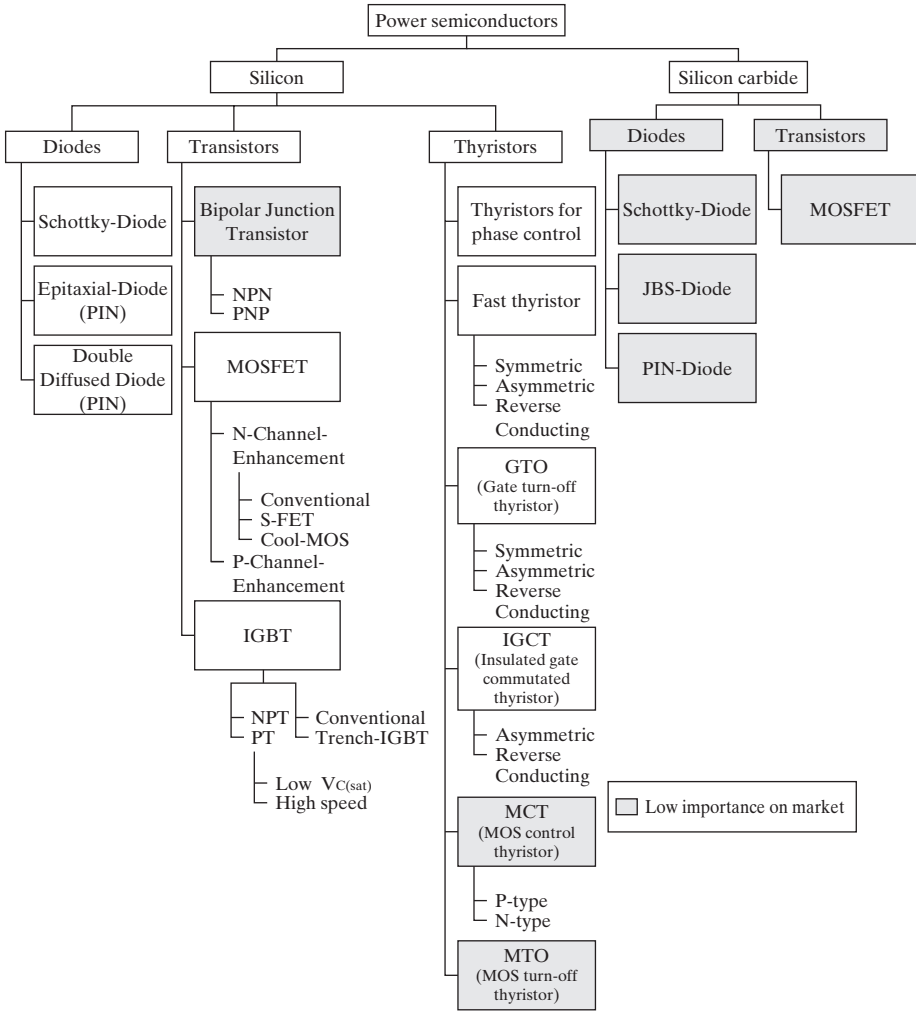 Power semiconductors
Silicon
Silicon carbide
Diodes
Transistors
Thyristors
Diodes
Transistors
Schottky-Diode
Epitaxial-Diode
(PIN)
Double
Diffused Diode
(PIN)
Bipolar Junction
Transistor
NPN
PNP
MOSFET
N-Channel-
Enhancement
Conventional
S-FET
Cool-MOS
P-Channel-
Enhancement
IGBT
NPT
PT
Conventional
Trench-IGBT
Low VC(sat)
High speed
Thyristors for
phase control
Fast thyristor
Symmetric
Asymmetric
Reverse
Conducting
GTO
(Gate turn-off
thyristor)
Symmetric
Asymmetric
Reverse
Conducting
IGCT
(Insulated gate
commutated
thyristor)
Asymmetric
Reverse
Conducting
MCT
(MOS control
thyristor)
P-type
N-type
MTO
(MOS turn-off
thyristor)
Schottky-Diode
JBS-Diode
PIN-Diode
MOSFET
Low importance on market